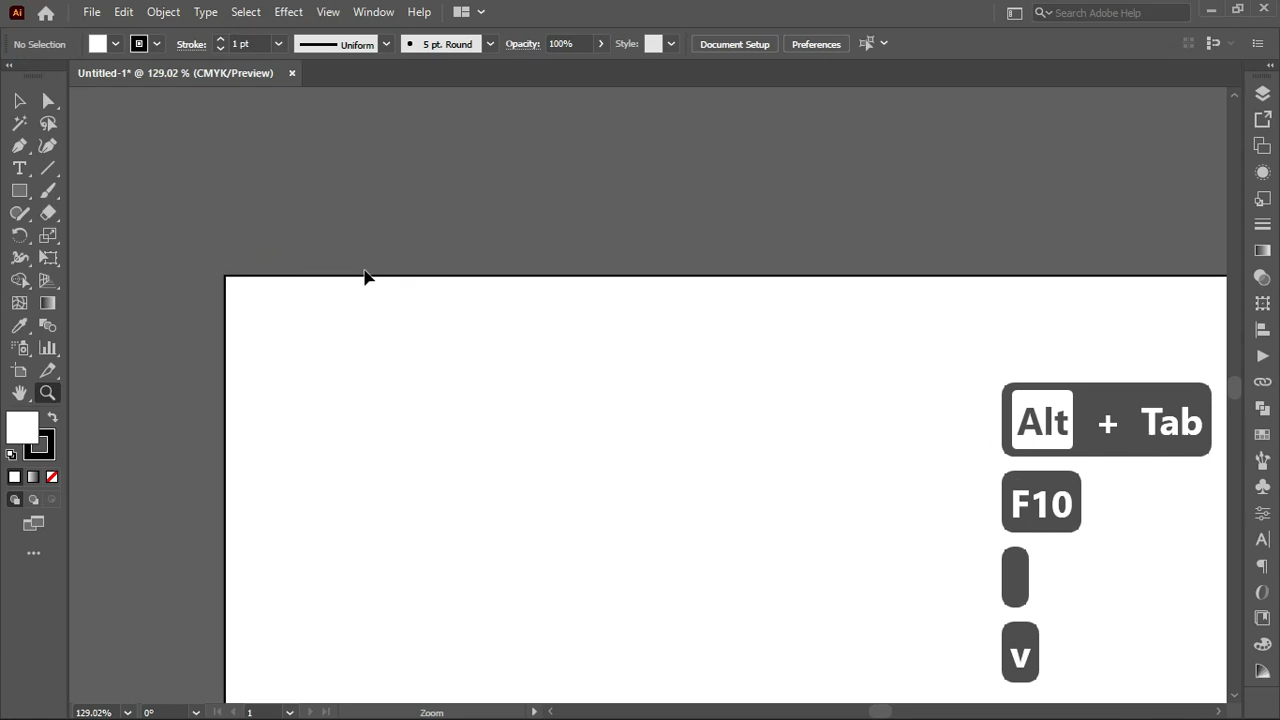 Ai File Edit Object Type Select Effect View Window Help Search Adobe Help
No Selection Stroke: 1 pt Uniform 5 pt. Round Opacity: 100% Style: Document Setup Preferences
Untitled-1* @ 129.02 % (CMYK/Preview) ×
Alt + Tab
F10
v
129.02% 0° 1 Zoom